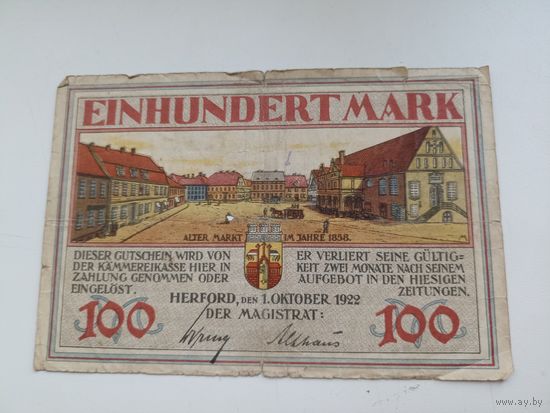 EINHUNDERT MARK
ALTER MARKT IM JAHRE 1858.
DIESER GUTSCHEIN WIRD VON
DER KÄMMEREIKASSE HIER IN
ZAHLUNG GENOMMEN ODER
EINGELÖST.
ER VERLIERT SEINE GÜLTIG-
KEIT ZWEI MONATE NACH SEINEM
AUFGEBOT IN DEN HIESIGEN
ZEITUNGEN.
HERFORD, DEN 1. OKTOBER 1922
DER MAGISTRAT:
100
100
www.ay.by